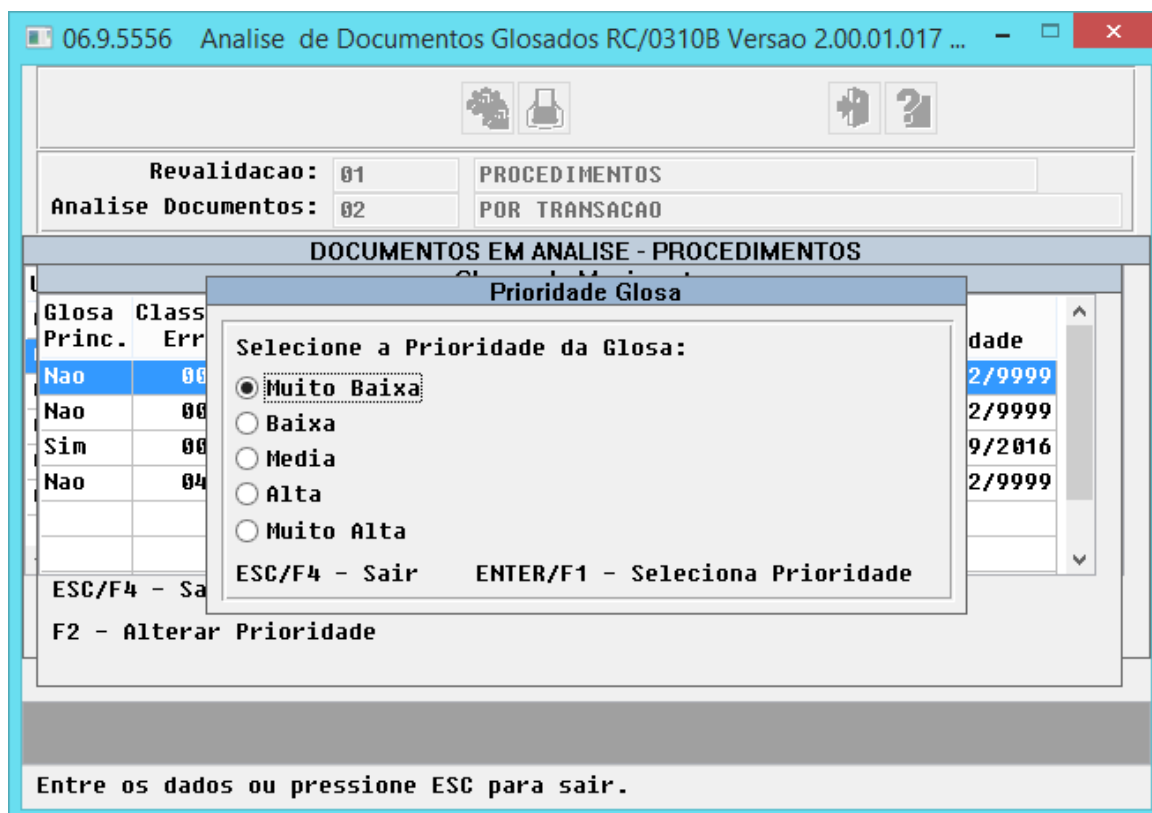 06.9.5556 Analise de Documentos Glosados RC/0310B Versao 2.00.01.017 ...
Revalidacao: 01 PROCEDIMENTOS
Analise Documentos: 02 POR TRANSACAO
DOCUMENTOS EM ANALISE - PROCEDIMENTOS
Prioridade Glosa
Glosa Class
Princ. Err dade
Nao 00 2/9999
Nao 00 2/9999
Sim 00 9/2016
Nao 04 2/9999
Selecione a Prioridade da Glosa:
Muito Baixa
Baixa
Media
Alta
Muito Alta
ESC/F4 - Sair ENTER/F1 - Seleciona Prioridade
ESC/F4 - Sa
F2 - Alterar Prioridade
Entre os dados ou pressione ESC para sair.